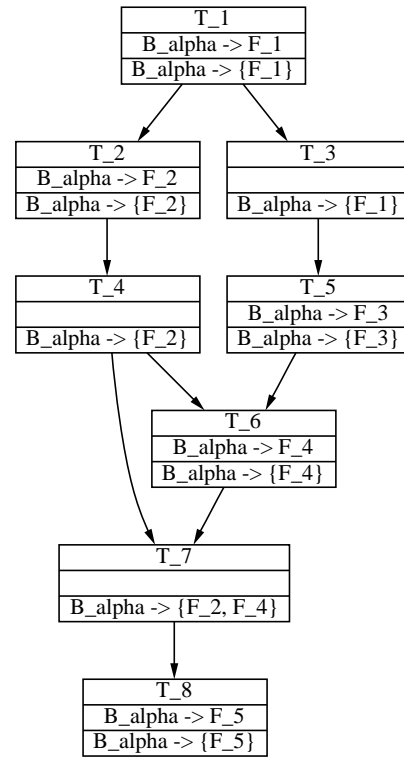 T_1
B_alpha -> F_1
B_alpha -> {F_1}
T_2
B_alpha -> F_2
B_alpha -> {F_2}
T_3
B_alpha -> {F_1}
T_4
B_alpha -> {F_2}
T_5
B_alpha -> F_3
B_alpha -> {F_3}
T_6
B_alpha -> F_4
B_alpha -> {F_4}
T_7
B_alpha -> {F_2, F_4}
T_8
B_alpha -> F_5
B_alpha -> {F_5}